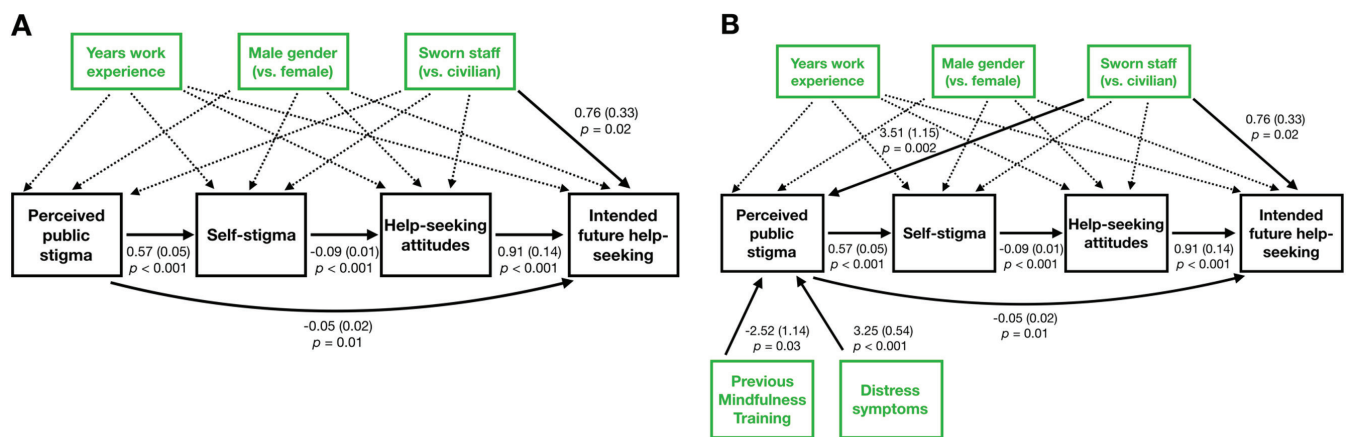 A
Years work
experience
Male gender
(vs. female)
Sworn staff
(vs. civilian)
0.76 (0.33)
p = 0.02
Perceived
public
stigma
Self-stigma
Help-seeking
attitudes
Intended
future help-
seeking
0.57 (0.05)
p < 0.001
-0.09 (0.01)
p < 0.001
0.91 (0.14)
p < 0.001
-0.05 (0.02)
p = 0.01
B
Years work
experience
Male gender
(vs. female)
Sworn staff
(vs. civilian)
3.51 (1.15)
p = 0.002
0.76 (0.33)
p = 0.02
Perceived
public
stigma
Self-stigma
Help-seeking
attitudes
Intended
future help-
seeking
0.57 (0.05)
p < 0.001
-0.09 (0.01)
p < 0.001
0.91 (0.14)
p < 0.001
-0.05 (0.02)
p = 0.01
-2.52 (1.14)
p = 0.03
3.25 (0.54)
p < 0.001
Previous
Mindfulness
Training
Distress
symptoms